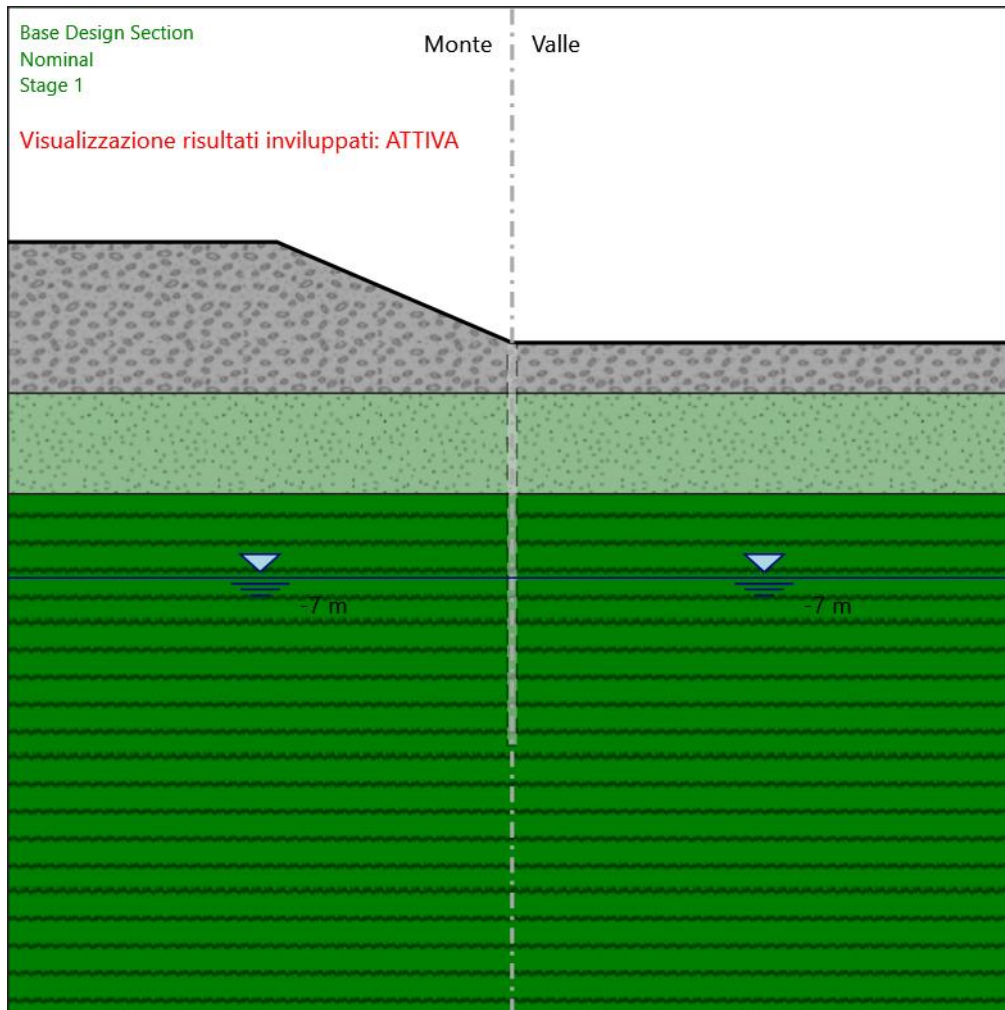 Base Design Section
Nominal
Stage 1
Monte
Valle
Visualizzazione risultati inviluppati: ATTIVA
-7 m
-7 m